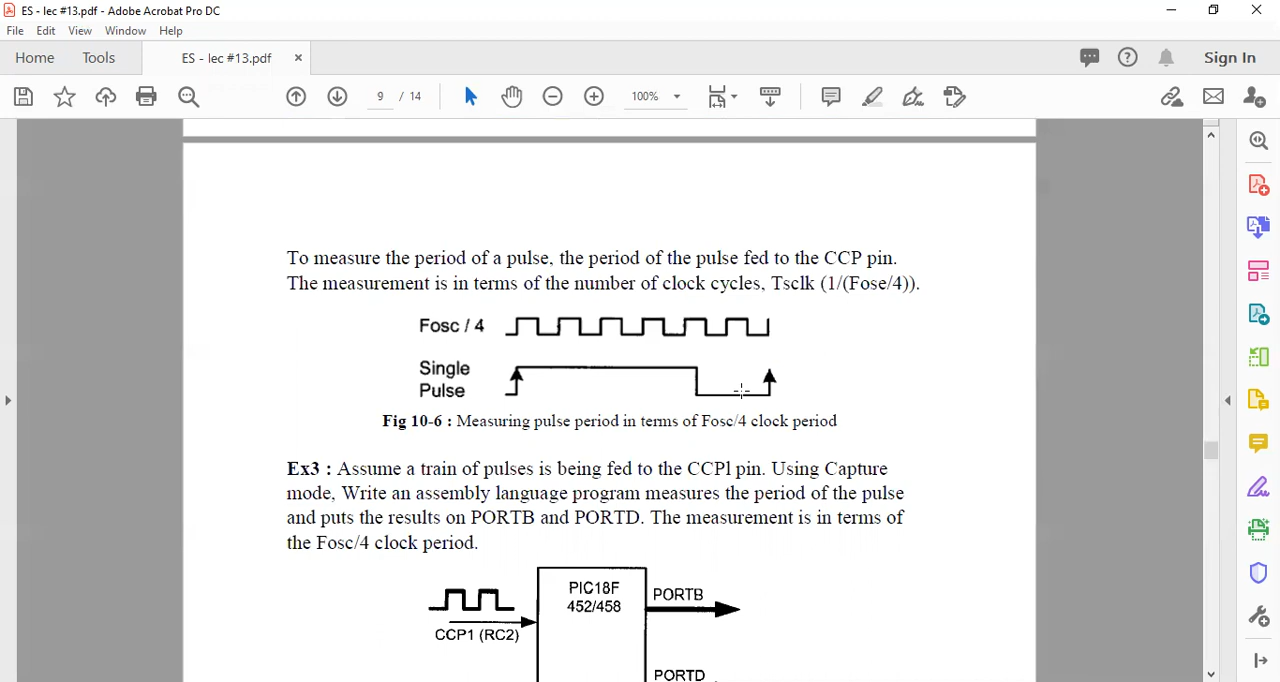 ES - lec #13.pdf - Adobe Acrobat Pro DC
File Edit View Window Help
Home Tools ES - lec #13.pdf × Sign In
9 / 14 100%
To measure the period of a pulse, the period of the pulse fed to the CCP pin.
The measurement is in terms of the number of clock cycles, Tsclk (1/(Fose/4)).
Fosc / 4
Single
Pulse
Fig 10-6 : Measuring pulse period in terms of Fosc/4 clock period
Ex3 : Assume a train of pulses is being fed to the CCPl pin. Using Capture
mode, Write an assembly language program measures the period of the pulse
and puts the results on PORTB and PORTD. The measurement is in terms of
the Fosc/4 clock period.
PIC18F
452/458
PORTB
CCP1 (RC2)
PORTD